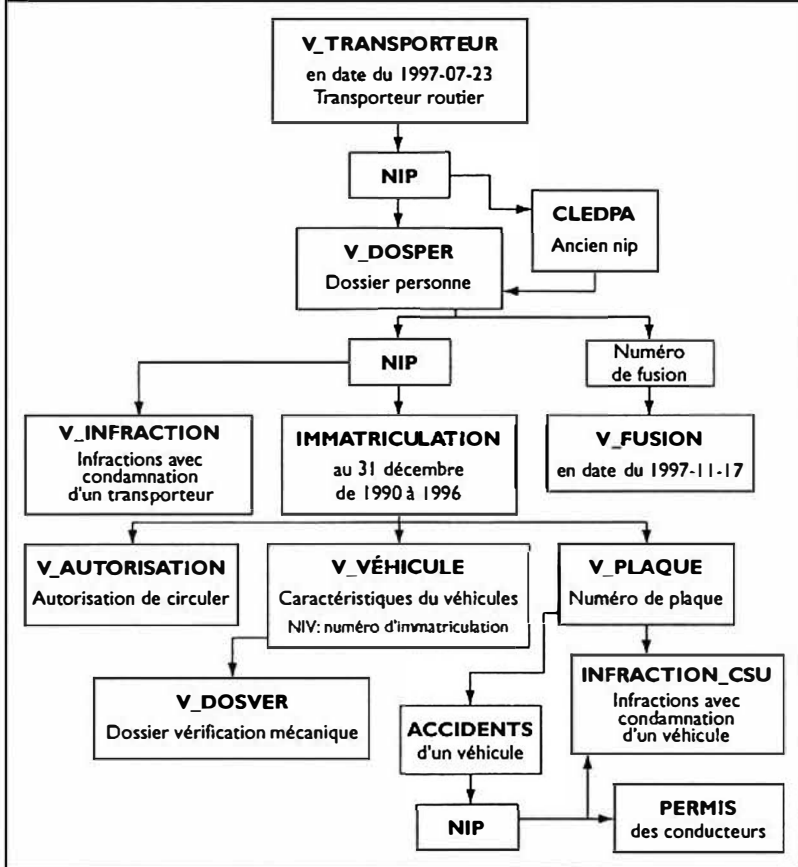 V_TRANSPORTEUR
en date du 1997-07-23
Transporteur routier
NIP
CLEDPA
Ancien nip
V_DOSPER
Dossier personne
NIP
Numéro
de fusion
V_INFRACTION
Infractions avec
condamnation
d'un transporteur
IMMATRICULATION
au 31 décembre
de 1990 à 1996
V_FUSION
en date du 1997-11-17
V_AUTORISATION
Autorisation de circuler
V_VÉHICULE
Caractéristiques du véhicules
NIV: numéro d'immatriculation
V_PLAQUE
Numéro de plaque
V_DOSVER
Dossier vérification mécanique
ACCIDENTS
d'un véhicule
INFRACTION_CSU
Infractions avec
condamnation
d'un véhicule
NIP
PERMIS
des conducteurs